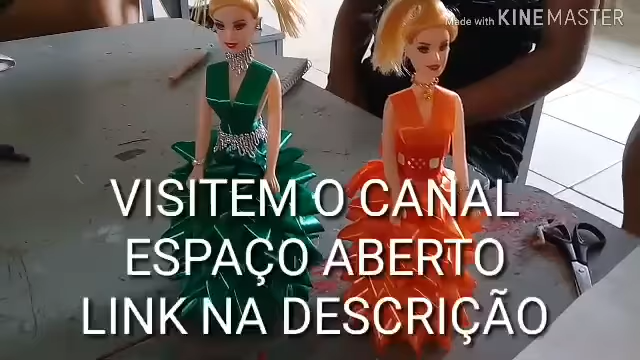 Made with KINEMASTER
VISITEM O CANAL
ESPAÇO ABERTO
LINK NA DESCRIÇÃO